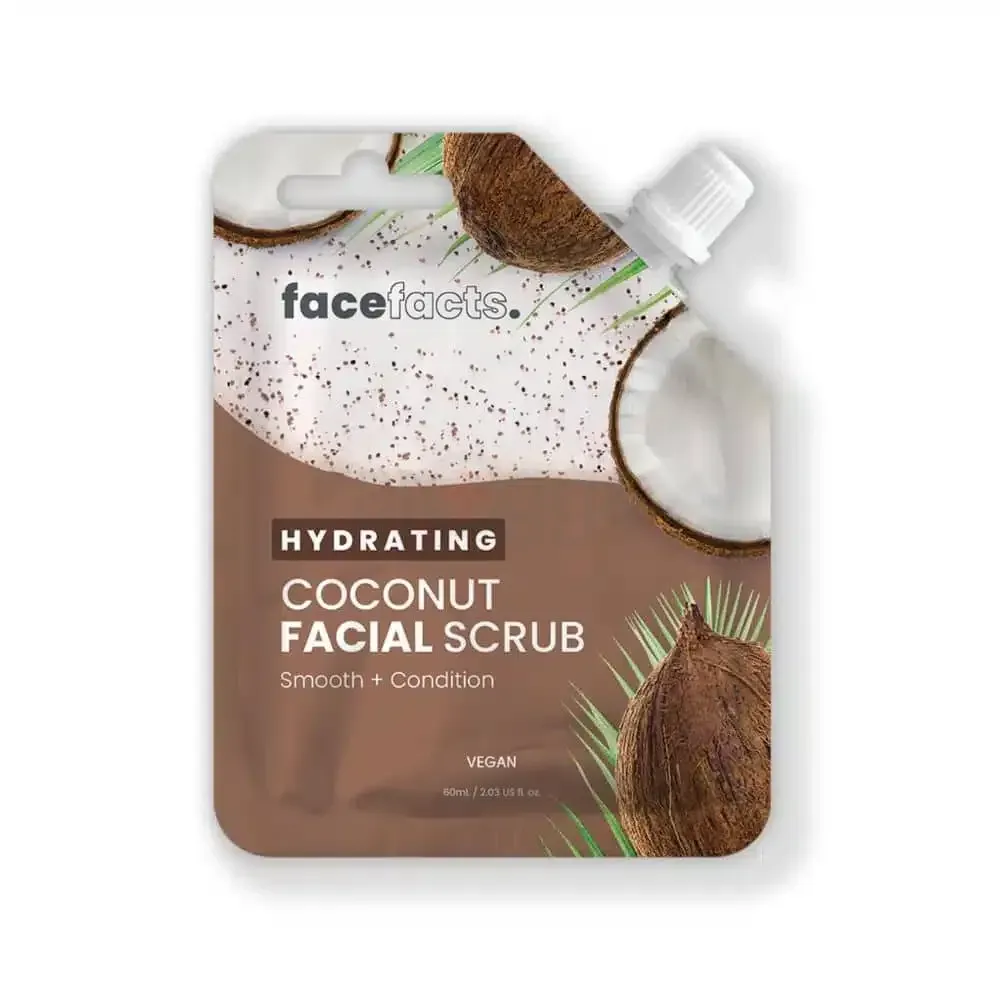 facefacts.
HYDRATING
COCONUT
FACIAL SCRUB
Smooth + Condition
VEGAN
60mL / 2.03 US fl. oz.